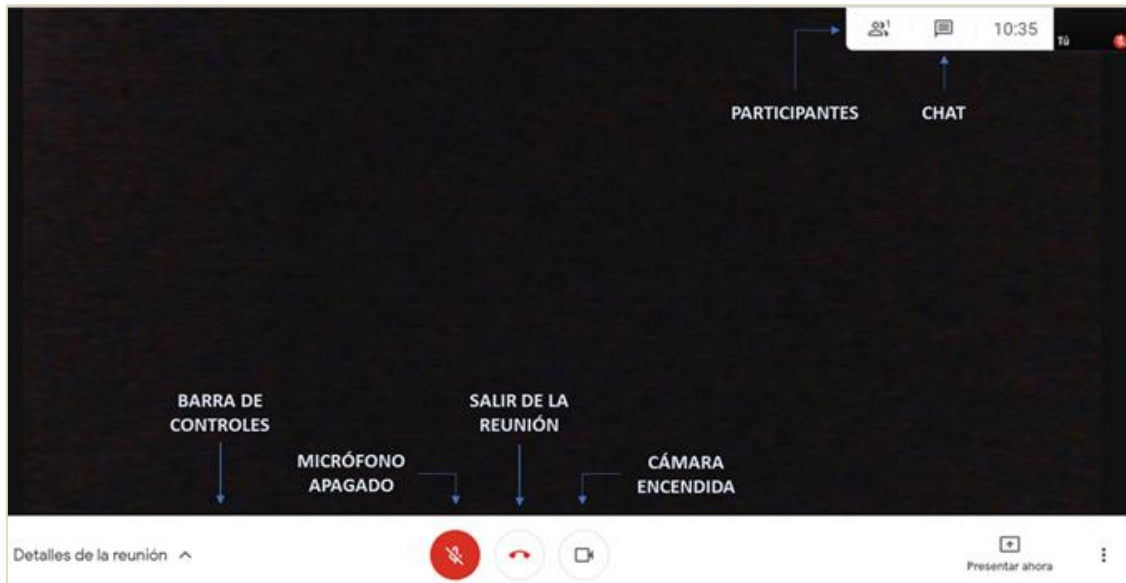 1
10:35
Tú
PARTICIPANTES
CHAT
BARRA DE
CONTROLES
MICRÓFONO
APAGADO
SALIR DE LA
REUNIÓN
CÁMARA
ENCENDIDA
Detalles de la reunión
Presentar ahora